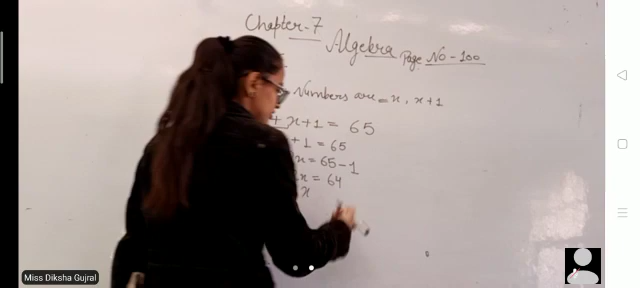 Chapter-7
Algebra Page No-100
Numbers are = x, x+1
+ x+1 = 65
+ 1 = 65
x = 65-1
x = 64
x
Miss Diksha Gujral